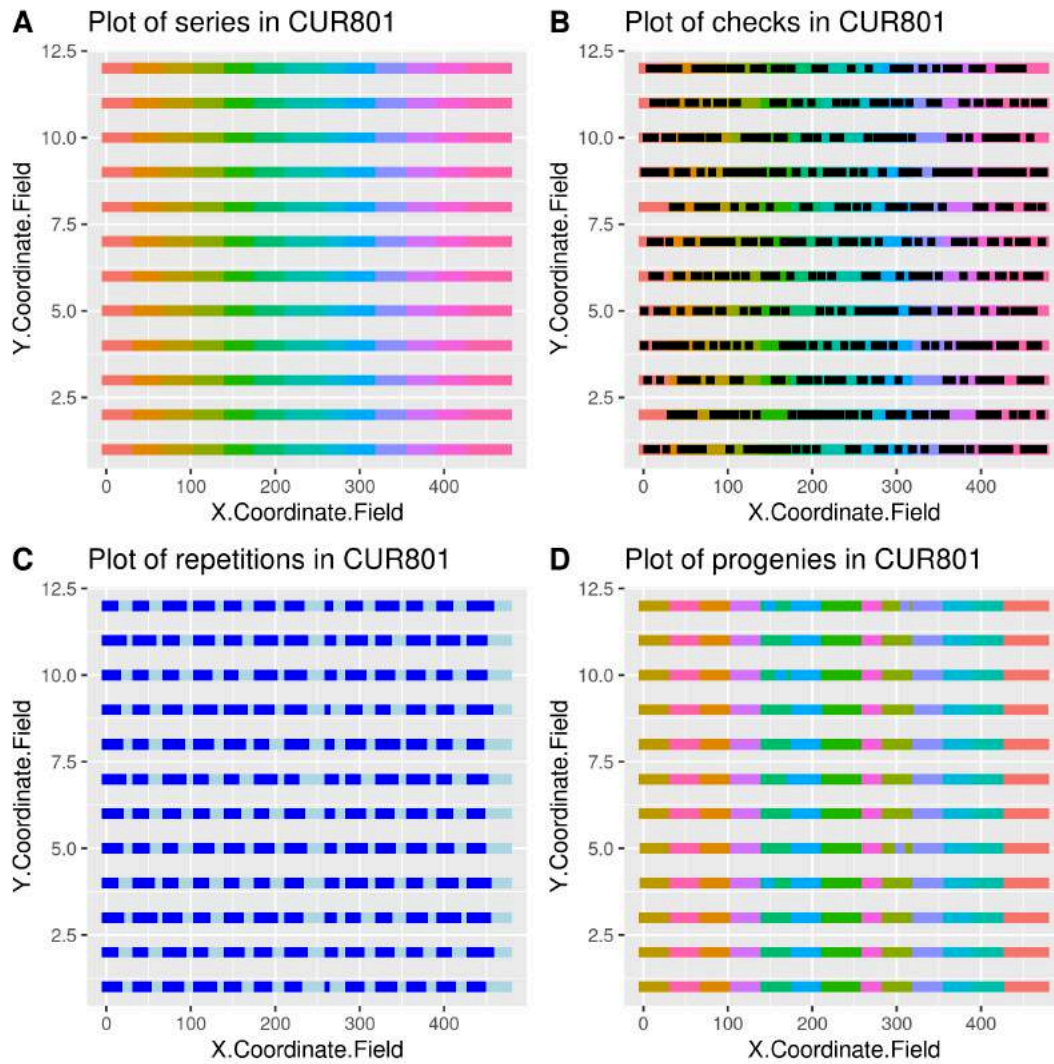 A Plot of series in CUR801
12.5
10.0
7.5
5.0
2.5
Y.Coordinate.Field
0 100 200 300 400
X.Coordinate.Field
B Plot of checks in CUR801
12.5
10.0
7.5
5.0
2.5
Y.Coordinate.Field
0 100 200 300 400
X.Coordinate.Field
C Plot of repetitions in CUR801
12.5
10.0
7.5
5.0
2.5
Y.Coordinate.Field
0 100 200 300 400
X.Coordinate.Field
D Plot of progenies in CUR801
12.5
10.0
7.5
5.0
2.5
Y.Coordinate.Field
0 100 200 300 400
X.Coordinate.Field